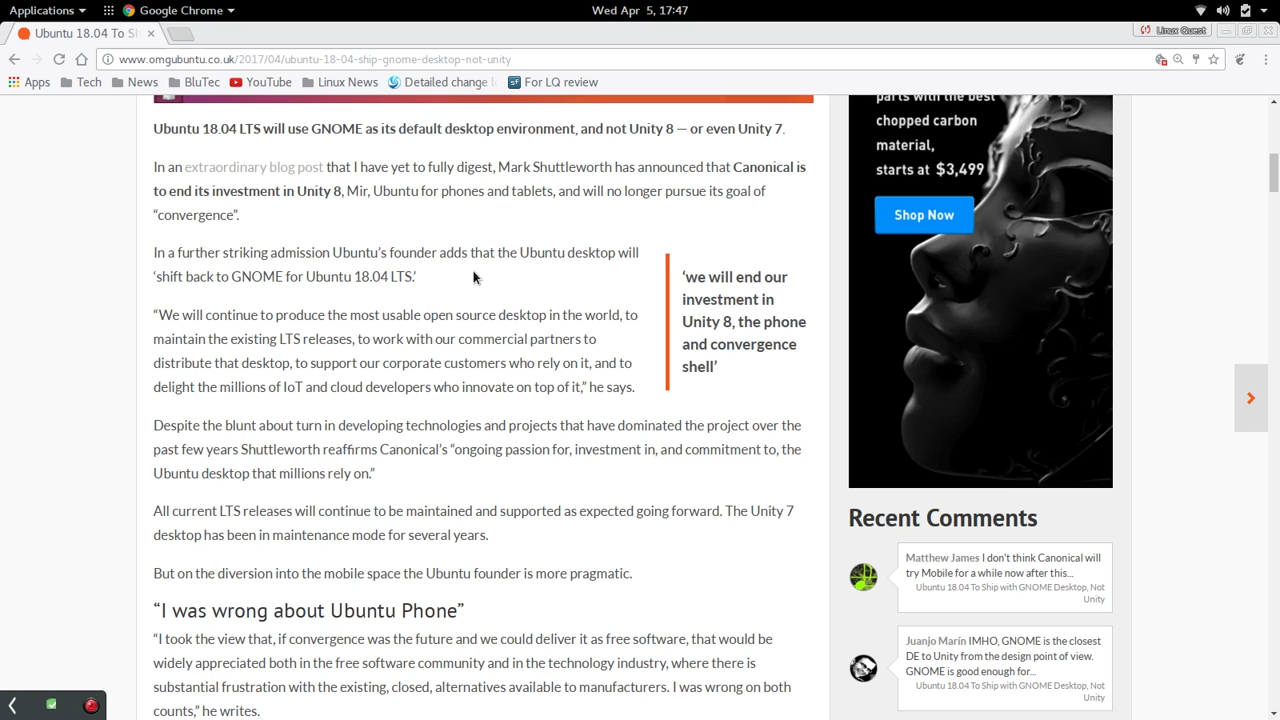 Applications
Google Chrome
Wed Apr  5, 17:47
Ubuntu 18.04 To Sh
Linux Quest
www.omgubuntu.co.uk/2017/04/ubuntu-18-04-ship-gnome-desktop-not-unity
Apps Tech News BluTec YouTube Linux News Detailed change l For LQ review
Ubuntu 18.04 LTS will use GNOME as its default desktop environment, and not Unity 8 — or even Unity 7.
In an extraordinary blog post that I have yet to fully digest, Mark Shuttleworth has announced that Canonical is
to end its investment in Unity 8, Mir, Ubuntu for phones and tablets, and will no longer pursue its goal of
“convergence”.
In a further striking admission Ubuntu’s founder adds that the Ubuntu desktop will
‘shift back to GNOME for Ubuntu 18.04 LTS.’
‘we will end our
investment in
Unity 8, the phone
and convergence
shell’
“We will continue to produce the most usable open source desktop in the world, to
maintain the existing LTS releases, to work with our commercial partners to
distribute that desktop, to support our corporate customers who rely on it, and to
delight the millions of IoT and cloud developers who innovate on top of it,” he says.
Despite the blunt about turn in developing technologies and projects that have dominated the project over the
past few years Shuttleworth reaffirms Canonical’s “ongoing passion for, investment in, and commitment to, the
Ubuntu desktop that millions rely on.”
All current LTS releases will continue to be maintained and supported as expected going forward. The Unity 7
desktop has been in maintenance mode for several years.
But on the diversion into the mobile space the Ubuntu founder is more pragmatic.
“I was wrong about Ubuntu Phone”
“I took the view that, if convergence was the future and we could deliver it as free software, that would be
widely appreciated both in the free software community and in the technology industry, where there is
substantial frustration with the existing, closed, alternatives available to manufacturers. I was wrong on both
counts,” he writes.
parts with the best
chopped carbon
material,
starts at $3,499
Shop Now
Recent Comments
Matthew James I don't think Canonical will
try Mobile for a while now after this...
Ubuntu 18.04 To Ship with GNOME Desktop, Not
Unity
Juanjo Marín IMHO, GNOME is the closest
DE to Unity from the design point of view.
GNOME is good enough for...
Ubuntu 18.04 To Ship with GNOME Desktop, Not
Unity